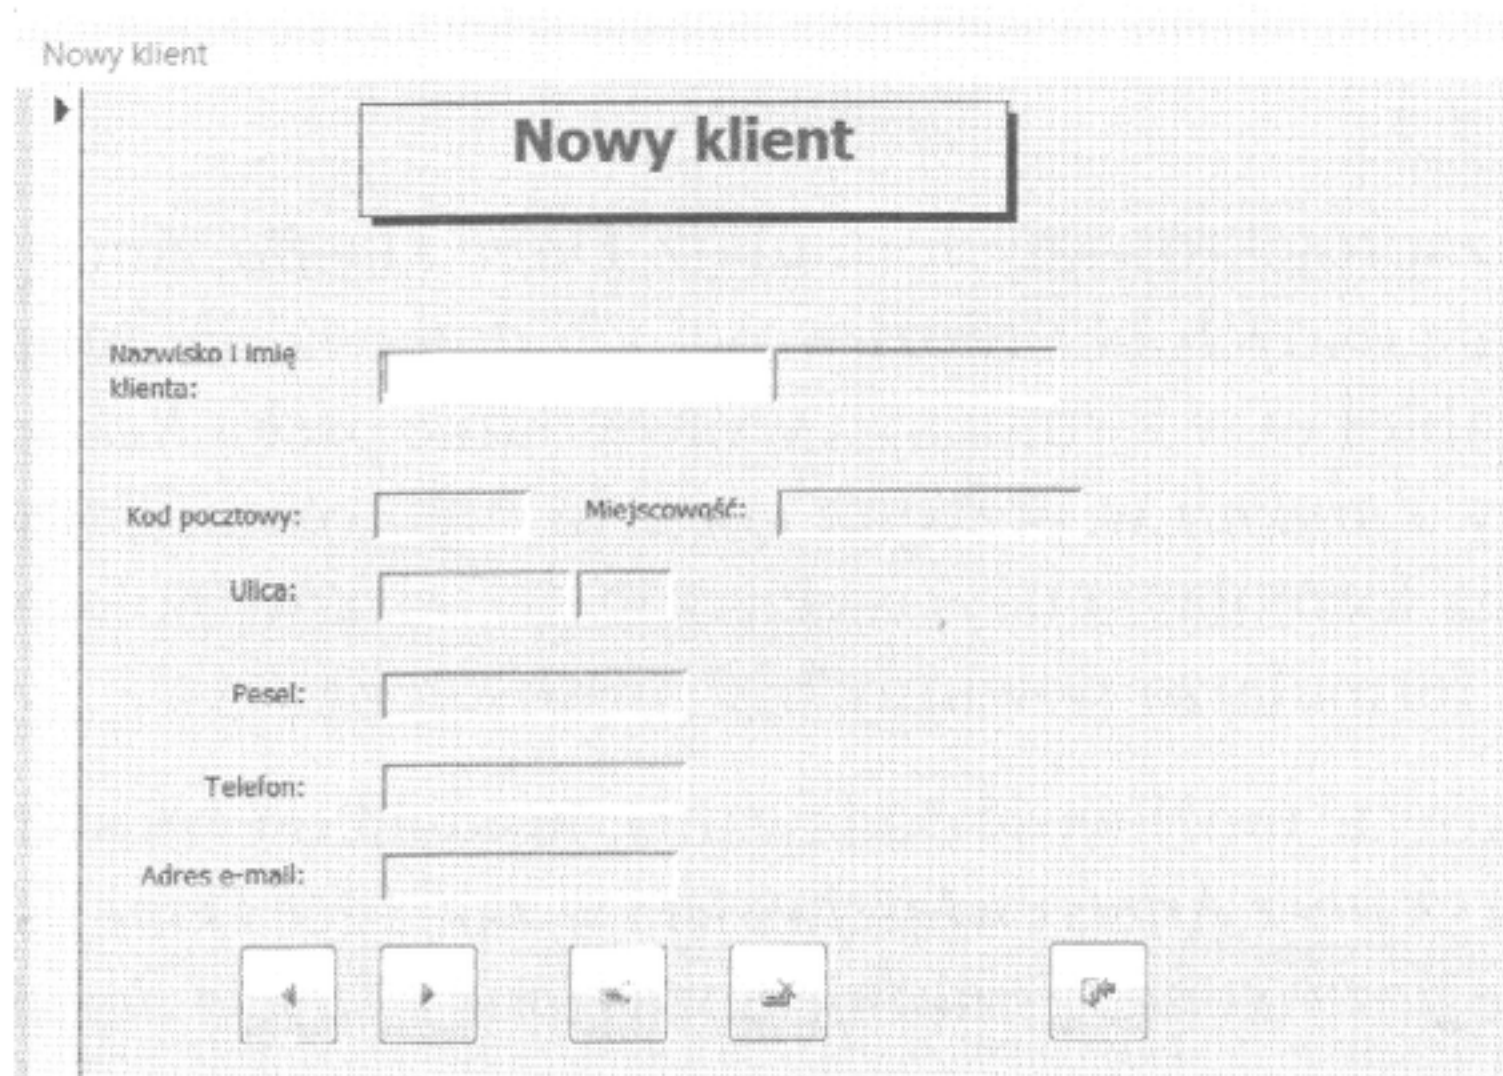 Nowy klient
Nowy klient
Nazwisko i imię
klienta:
Kod pocztowy:
Miejscowość:
Ulica:
Pesel:
Telefon:
Adres e-mail: